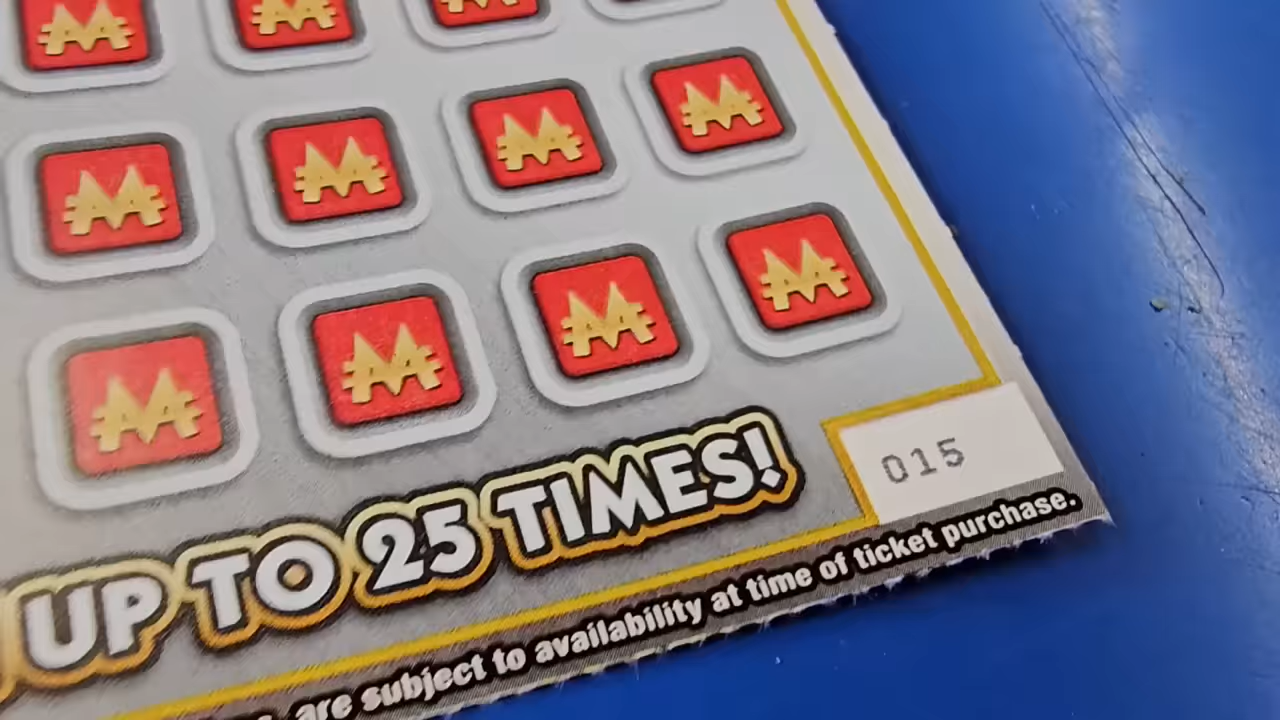 015
UP TO 25 TIMES!
are subject to availability at time of ticket purchase.